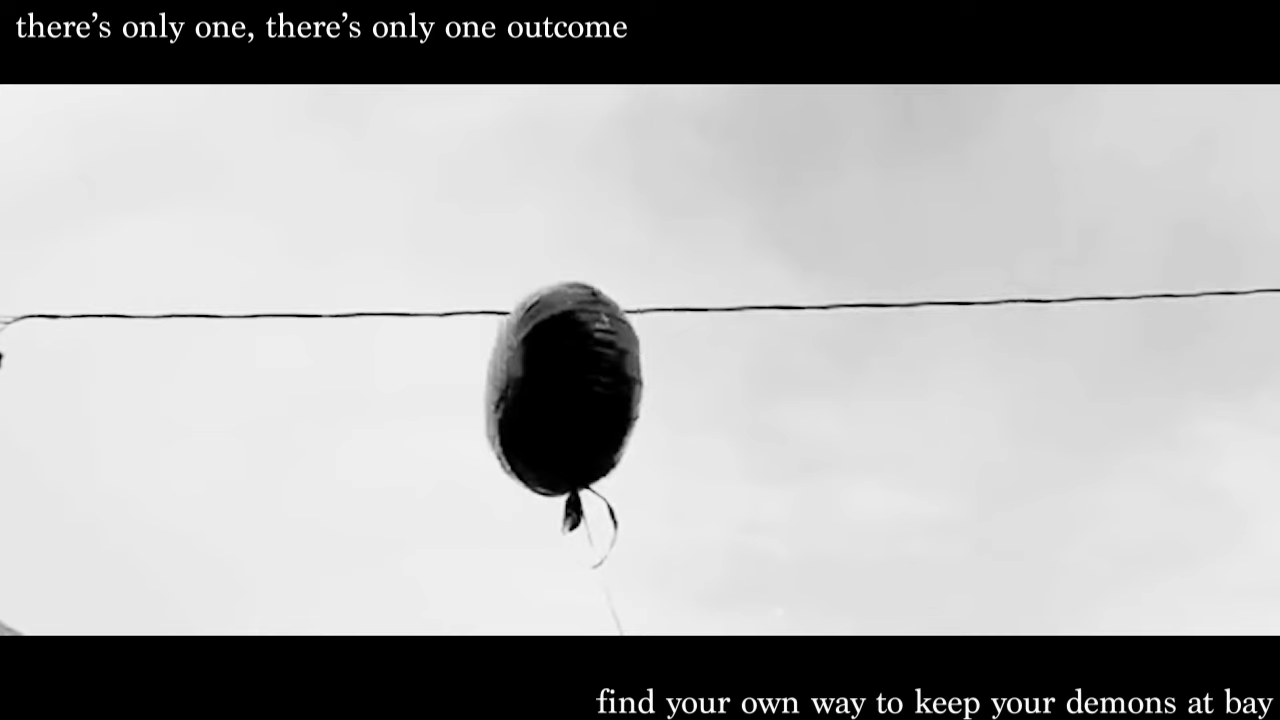 there’s only one, there’s only one outcome
find your own way to keep your demons at bay